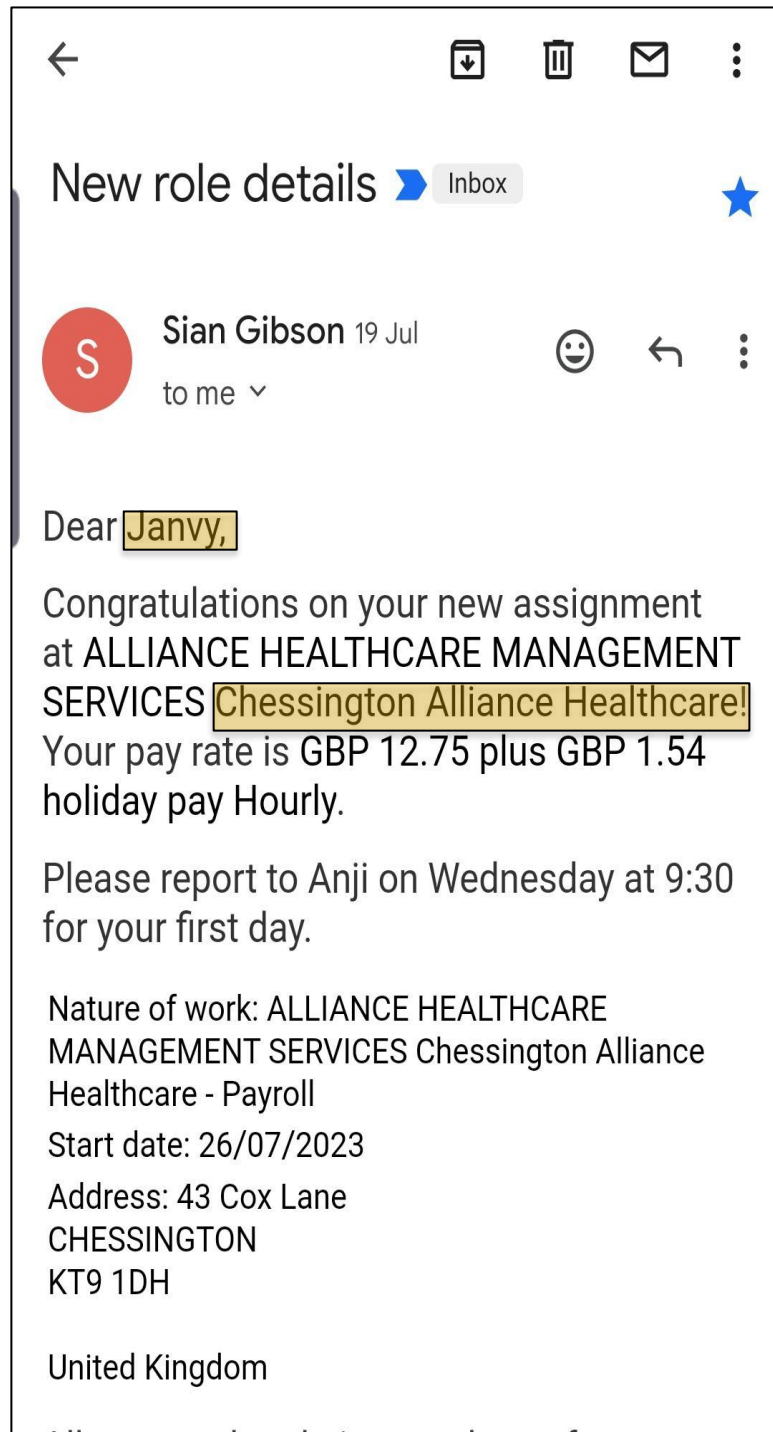 New role details Inbox
S
Sian Gibson 19 Jul
to me
Dear Janvy,
Congratulations on your new assignment
at ALLIANCE HEALTHCARE MANAGEMENT
SERVICES Chessington Alliance Healthcare!
Your pay rate is GBP 12.75 plus GBP 1.54
holiday pay Hourly.
Please report to Anji on Wednesday at 9:30
for your first day.
Nature of work: ALLIANCE HEALTHCARE
MANAGEMENT SERVICES Chessington Alliance
Healthcare - Payroll
Start date: 26/07/2023
Address: 43 Cox Lane
CHESSINGTON
KT9 1DH
United Kingdom